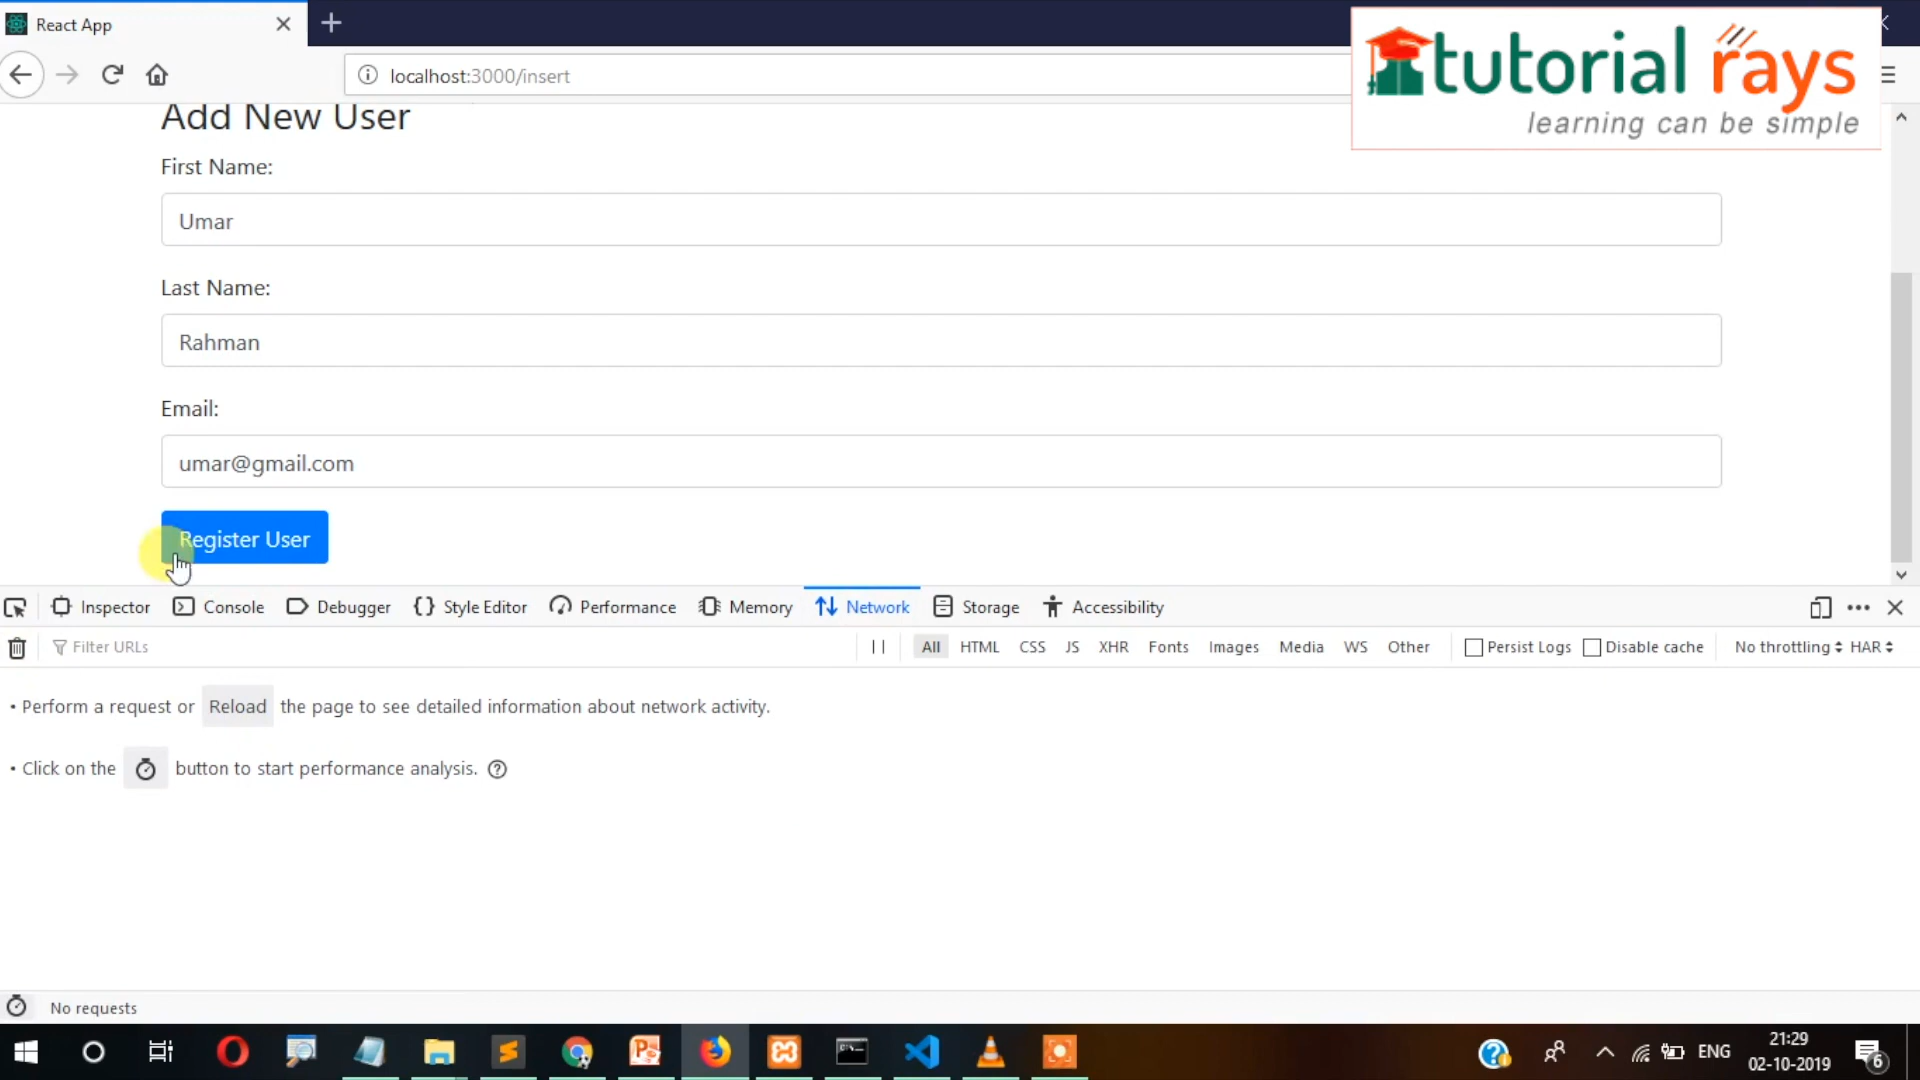 React App
localhost:3000/insert
tutorial rays
learning can be simple
Add New User
First Name:
Umar
Last Name:
Rahman
Email:
umar@gmail.com
Register User
Inspector Console Debugger Style Editor Performance Memory Network Storage Accessibility
Filter URLs All HTML CSS JS XHR Fonts Images Media WS Other Persist Logs Disable cache No throttling HAR
• Perform a request or Reload the page to see detailed information about network activity.
• Click on the button to start performance analysis.
No requests
ENG
21:29
02-10-2019
6